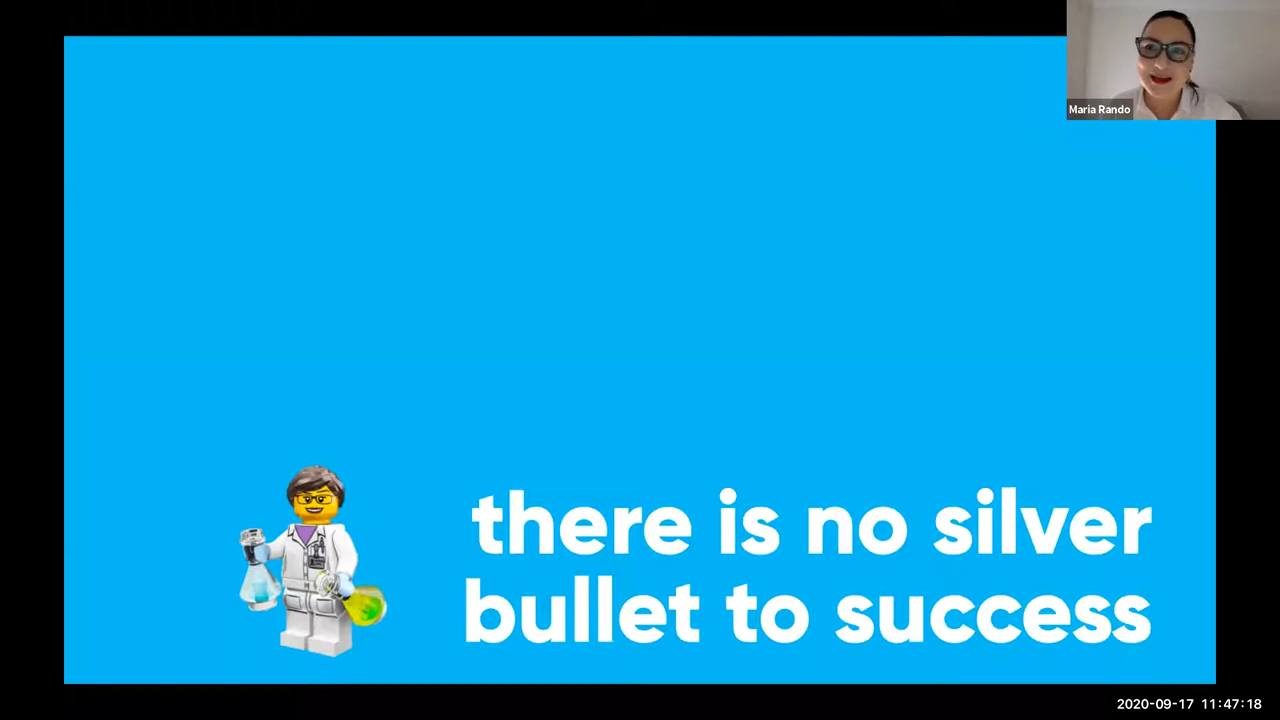 Maria Rando
there is no silver
bullet to success
2020-09-17 11:47:18